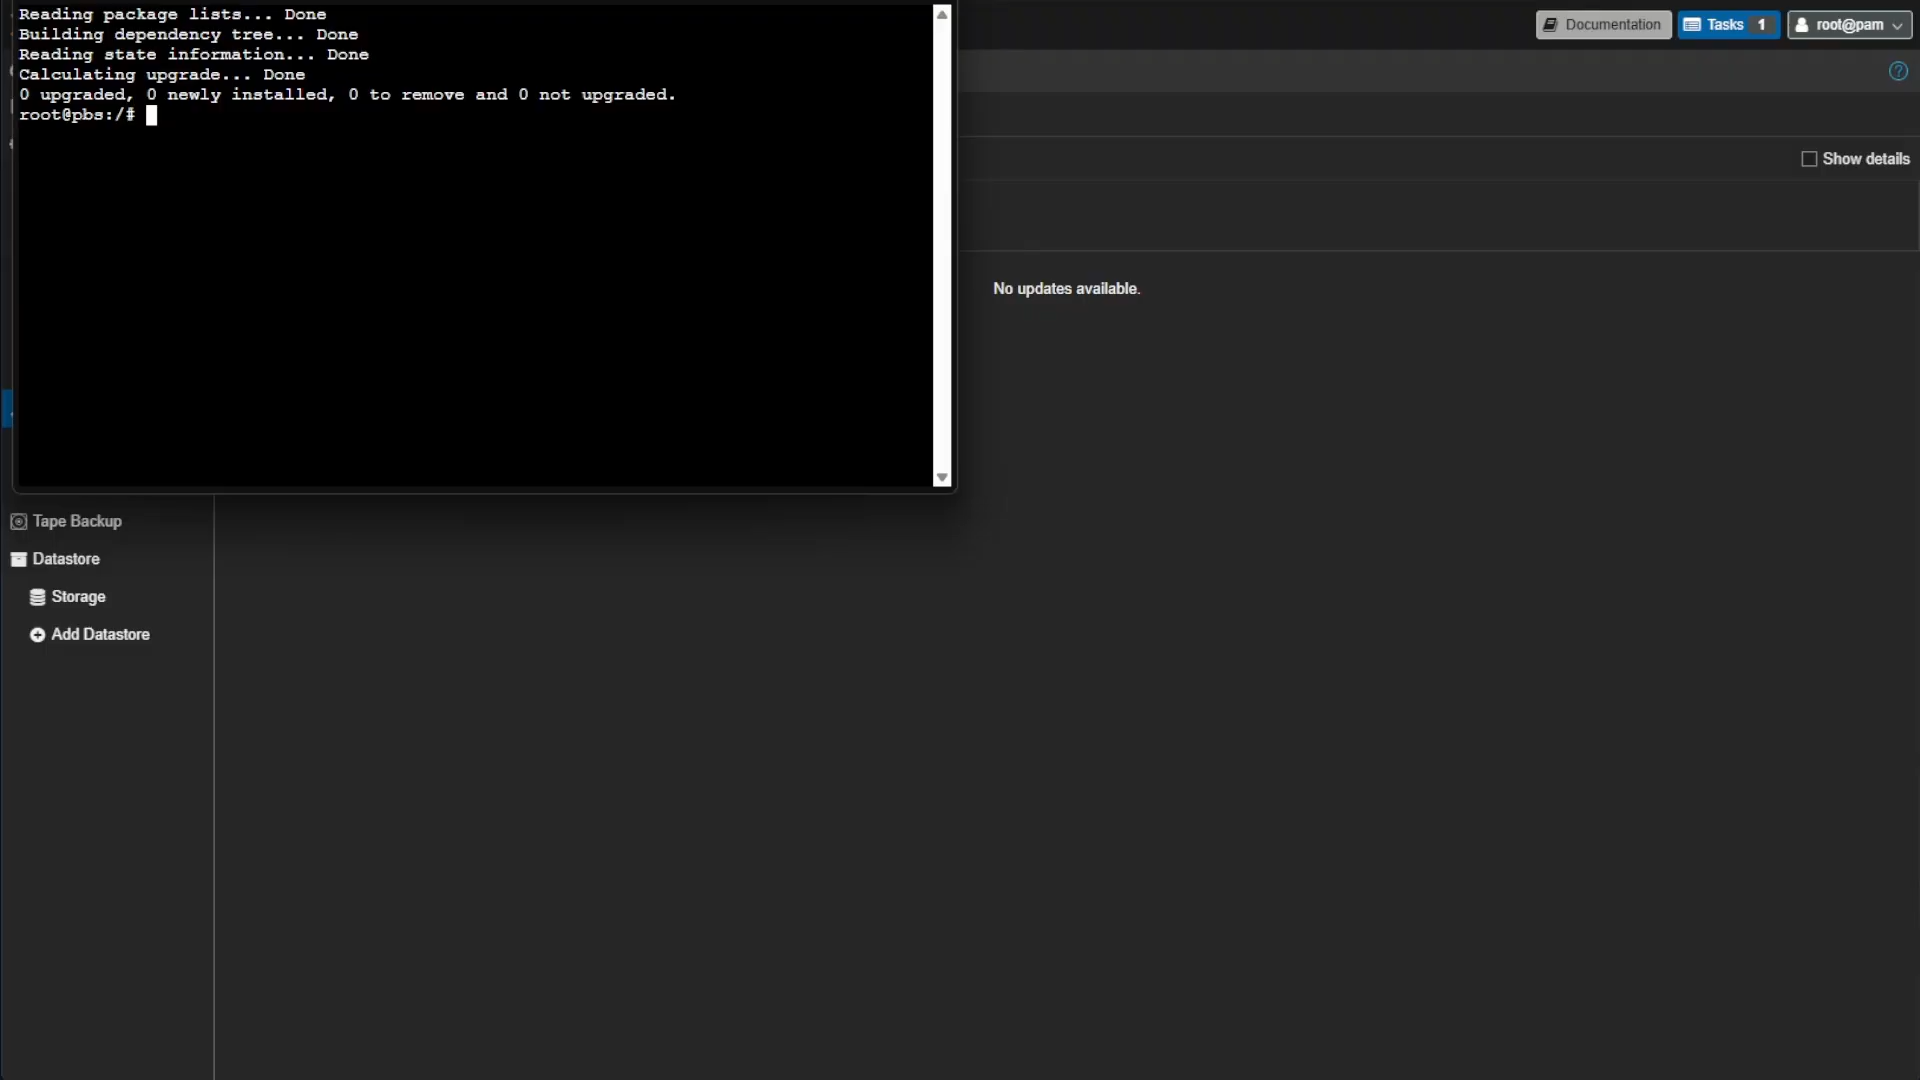 Reading package lists... Done
Building dependency tree... Done
Reading state information... Done
Calculating upgrade... Done
0 upgraded, 0 newly installed, 0 to remove and 0 not upgraded.
root@pbs:/#
Documentation
Tasks 1
root@pam
Show details
No updates available.
Tape Backup
Datastore
Storage
Add Datastore